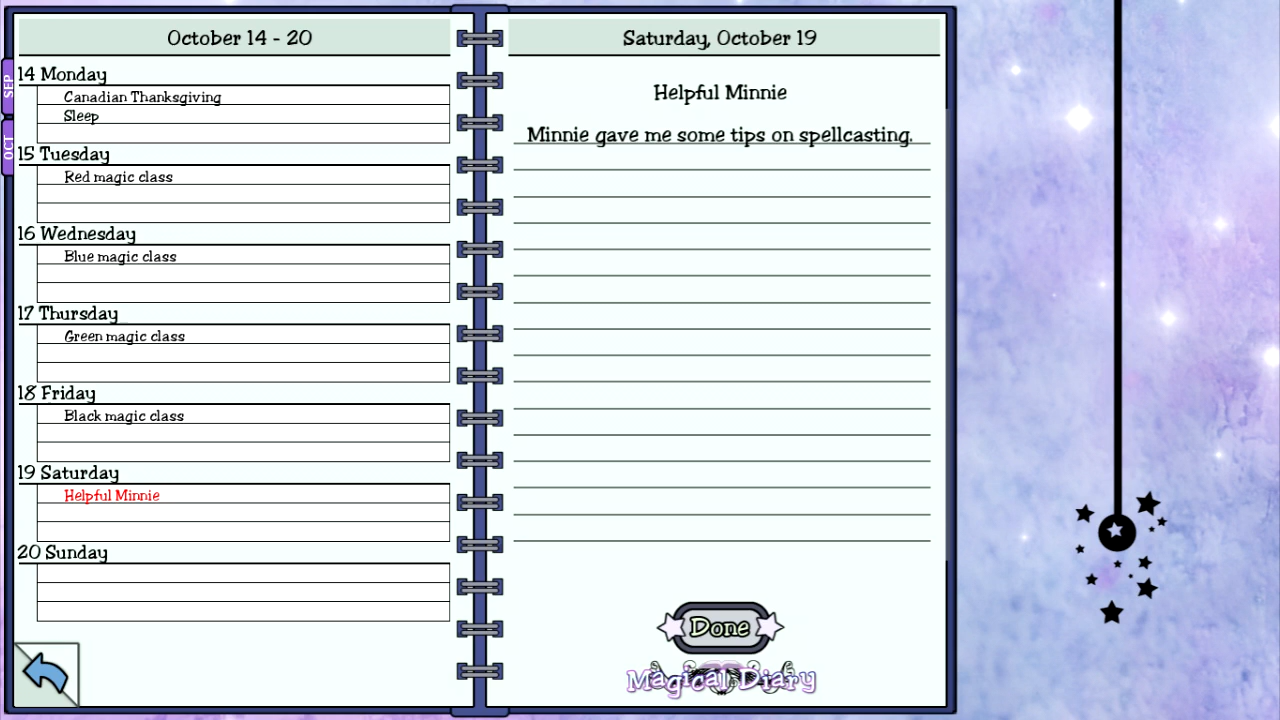 October 14 - 20
SEP
OCT
14 Monday
Canadian Thanksgiving
Sleep
15 Tuesday
Red magic class
16 Wednesday
Blue magic class
17 Thursday
Green magic class
18 Friday
Black magic class
19 Saturday
Helpful Minnie
20 Sunday
Saturday, October 19
Helpful Minnie
Minnie gave me some tips on spellcasting.
Done
Magical Diary